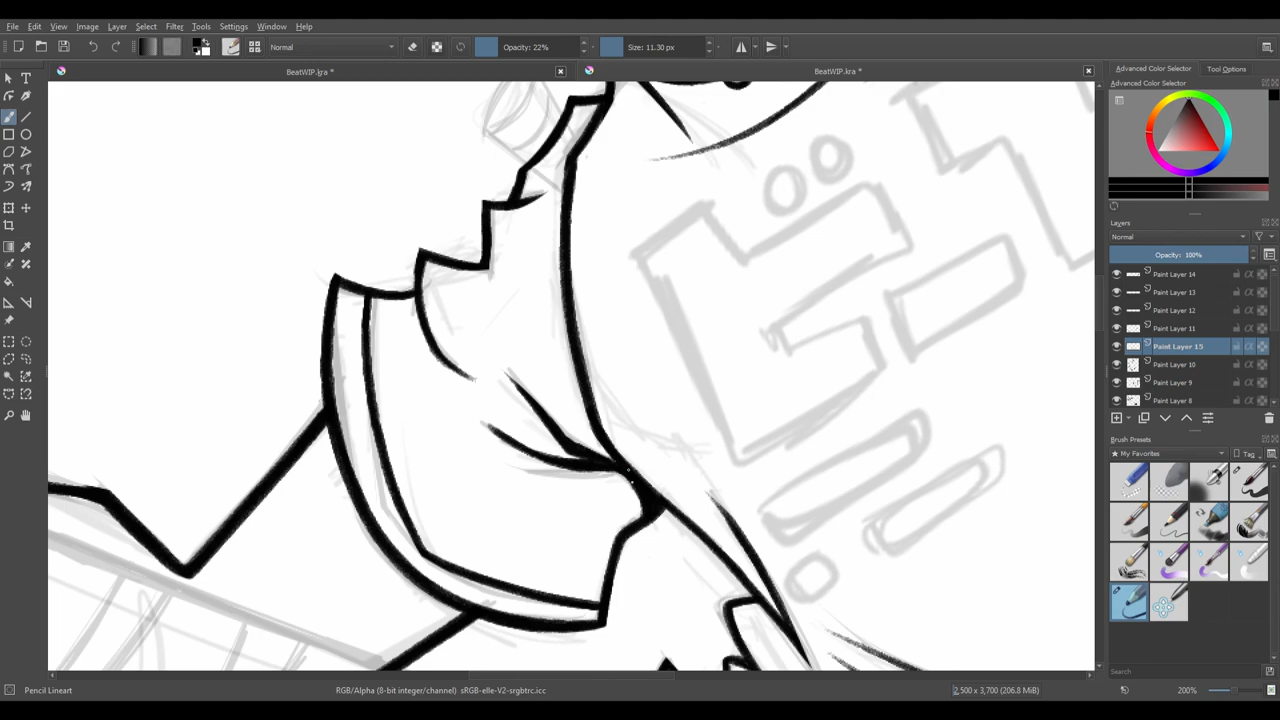 File Edit View Image Layer Select Filter Tools Settings Window Help
Normal Opacity: 22% Size: 11.30 px
BeatWIP.kra * BeatWIP.kra *
Advanced Color Selector Tool Options
Advanced Color Selector
Layers
Normal
Opacity: 100%
Paint Layer 14
Paint Layer 13
Paint Layer 12
Paint Layer 11
Paint Layer 15
Paint Layer 10
Paint Layer 9
Paint Layer 8
Brush Presets
My Favorites Tag
Search
Pencil Lineart RGB/Alpha (8-bit integer/channel) sRGB-elle-V2-srgbtrc.icc 2,500 x 3,700 (206.8 MiB) 200%